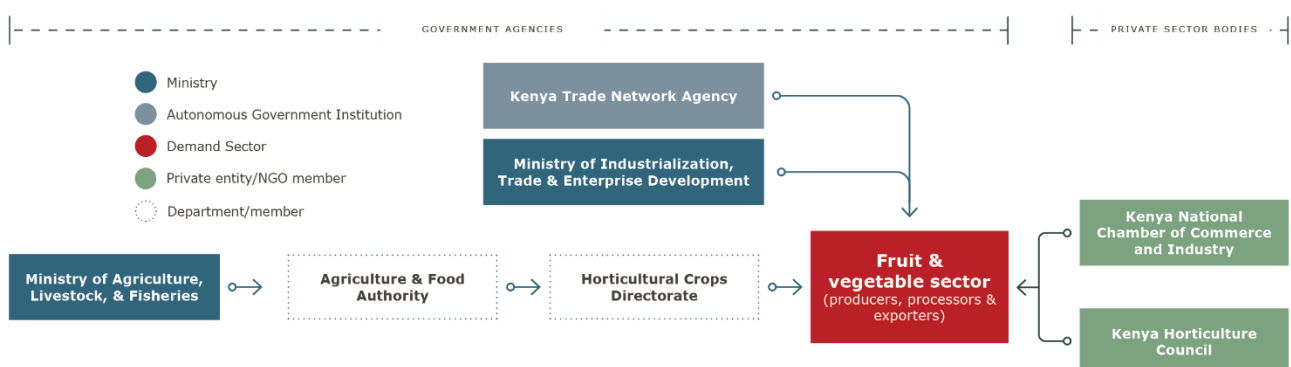 GOVERNMENT AGENCIES
PRIVATE SECTOR BODIES
Ministry
Autonomous Government Institution
Demand Sector
Private entity/NGO member
Department/member
Kenya Trade Network Agency
Ministry of Industrialization,
Trade & Enterprise Development
Ministry of Agriculture,
Livestock, & Fisheries
Agriculture & Food
Authority
Horticultural Crops
Directorate
Fruit &
vegetable sector
(producers, processors &
exporters)
Kenya National
Chamber of Commerce
and Industry
Kenya Horticulture
Council